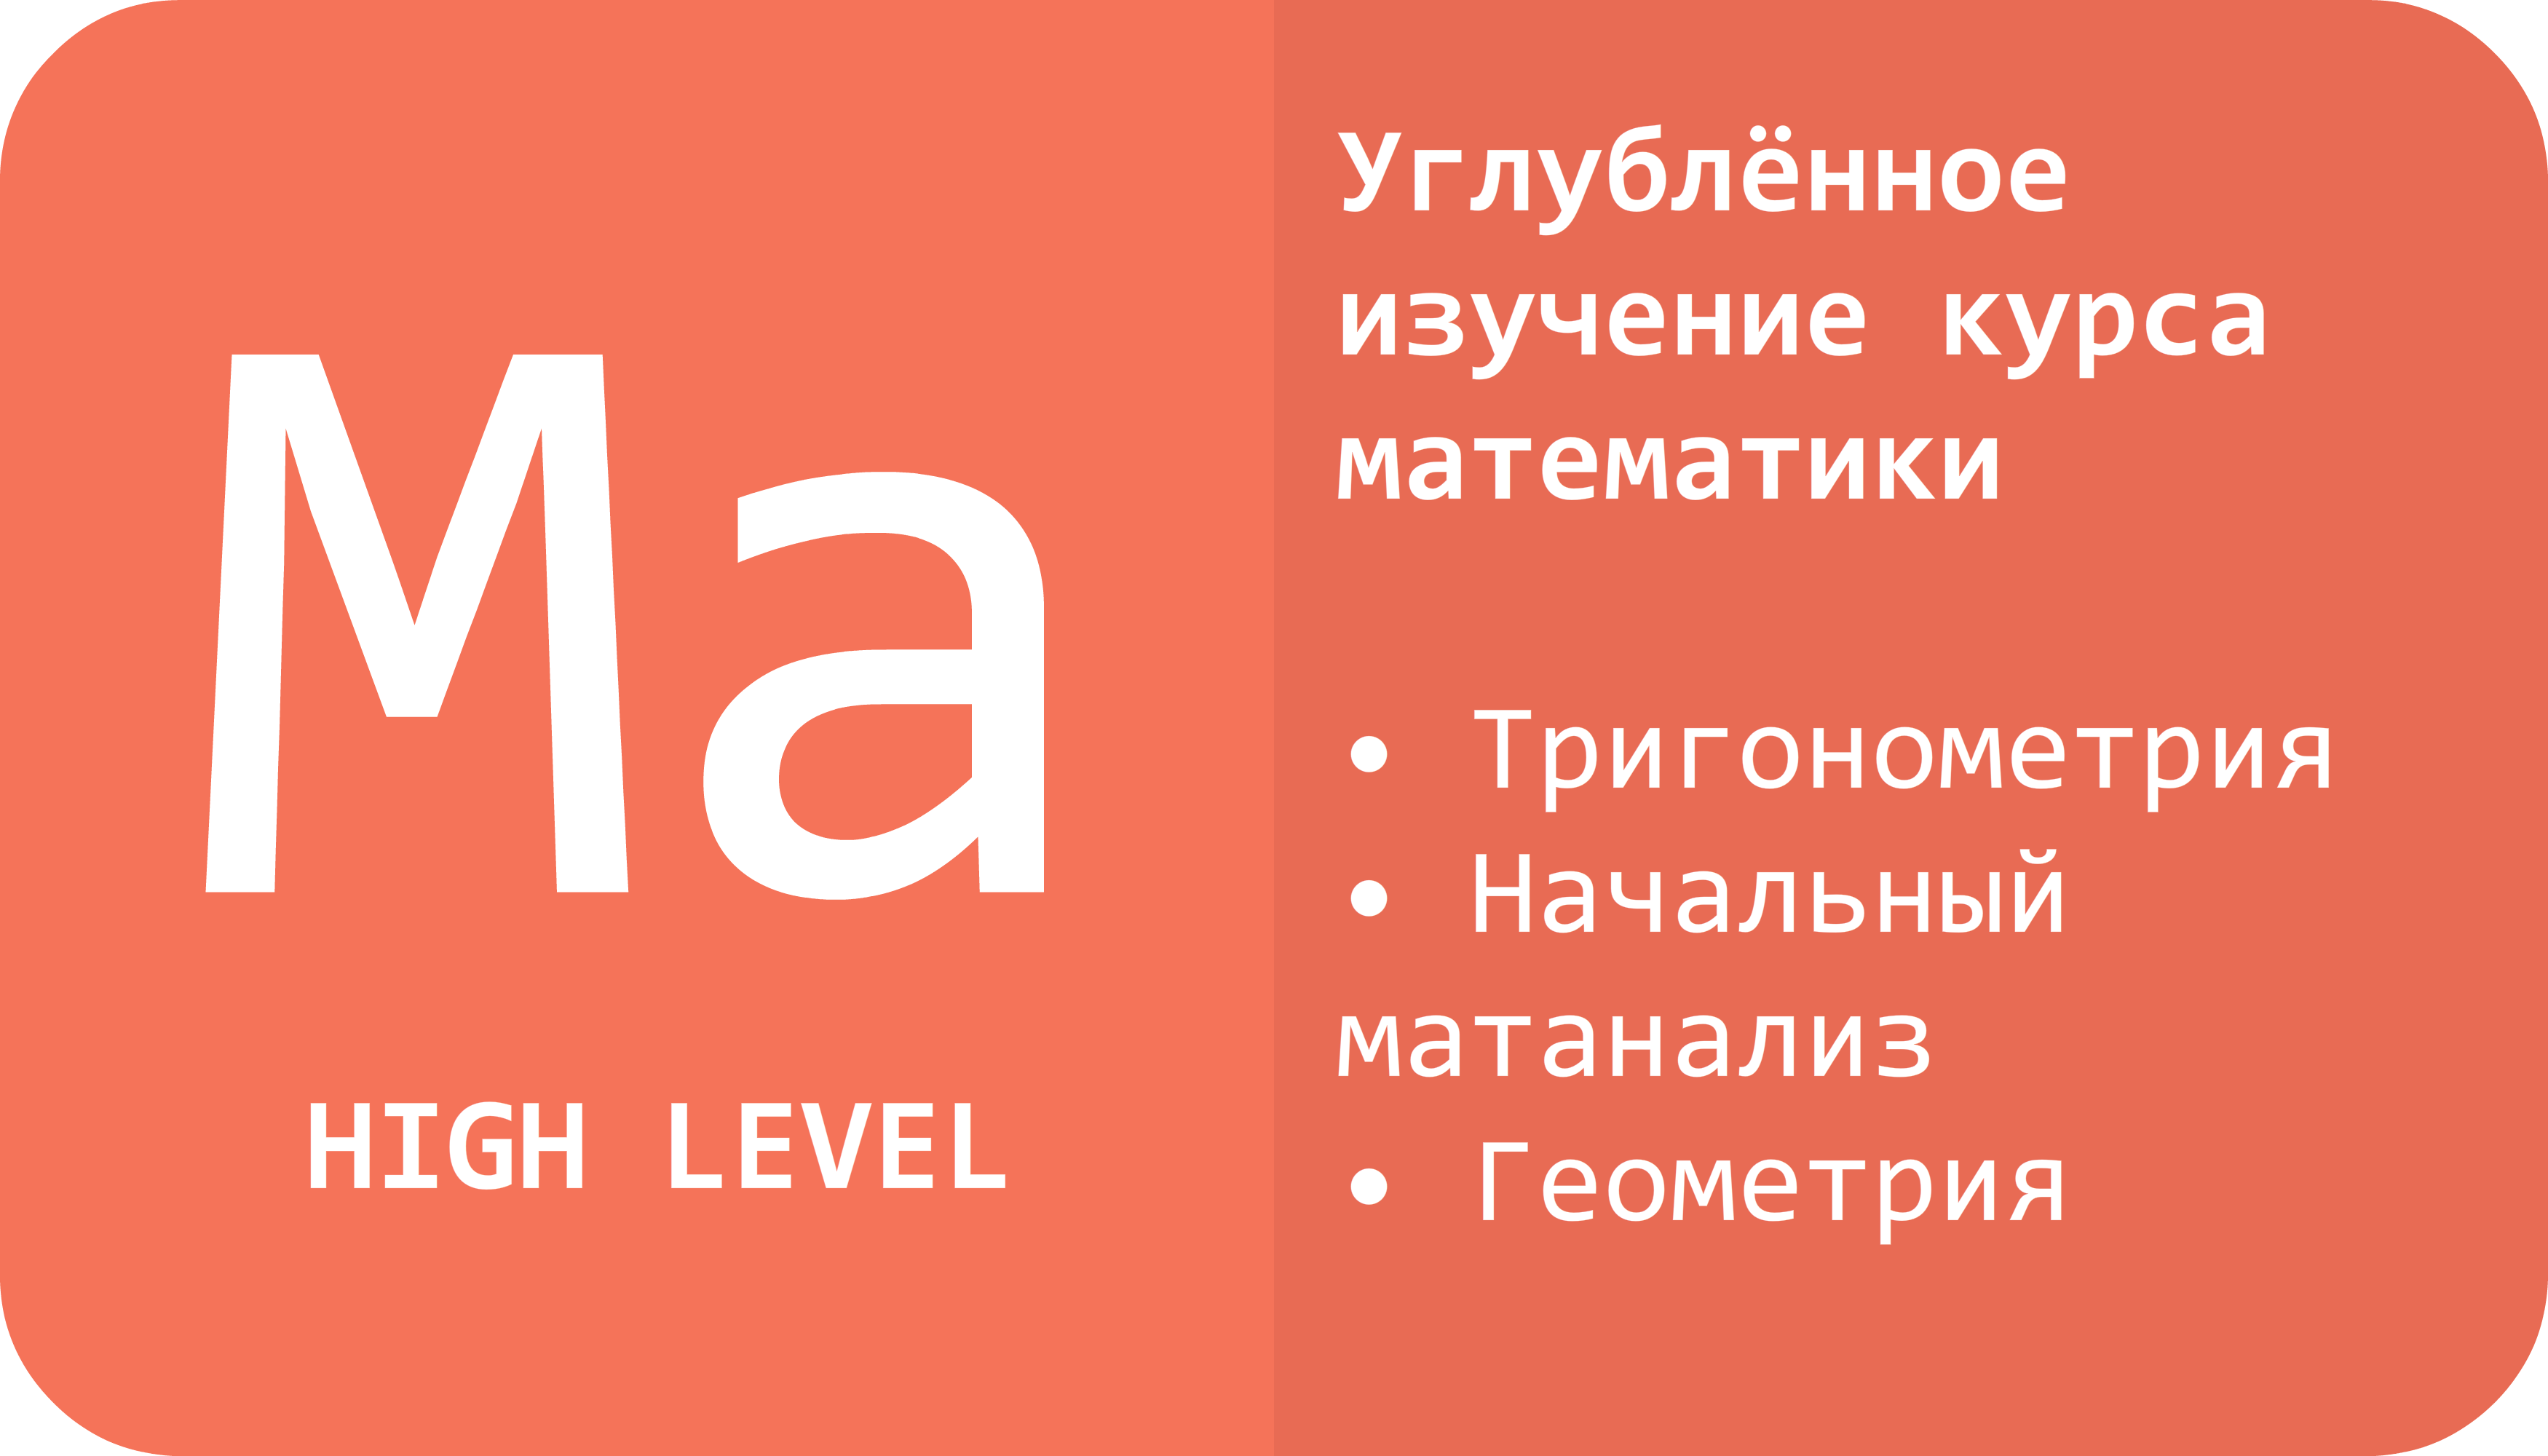 Ma
HIGH LEVEL
Углублённое
изучение курса
математики
• Тригонометрия
• Начальный
матанализ
• Геометрия